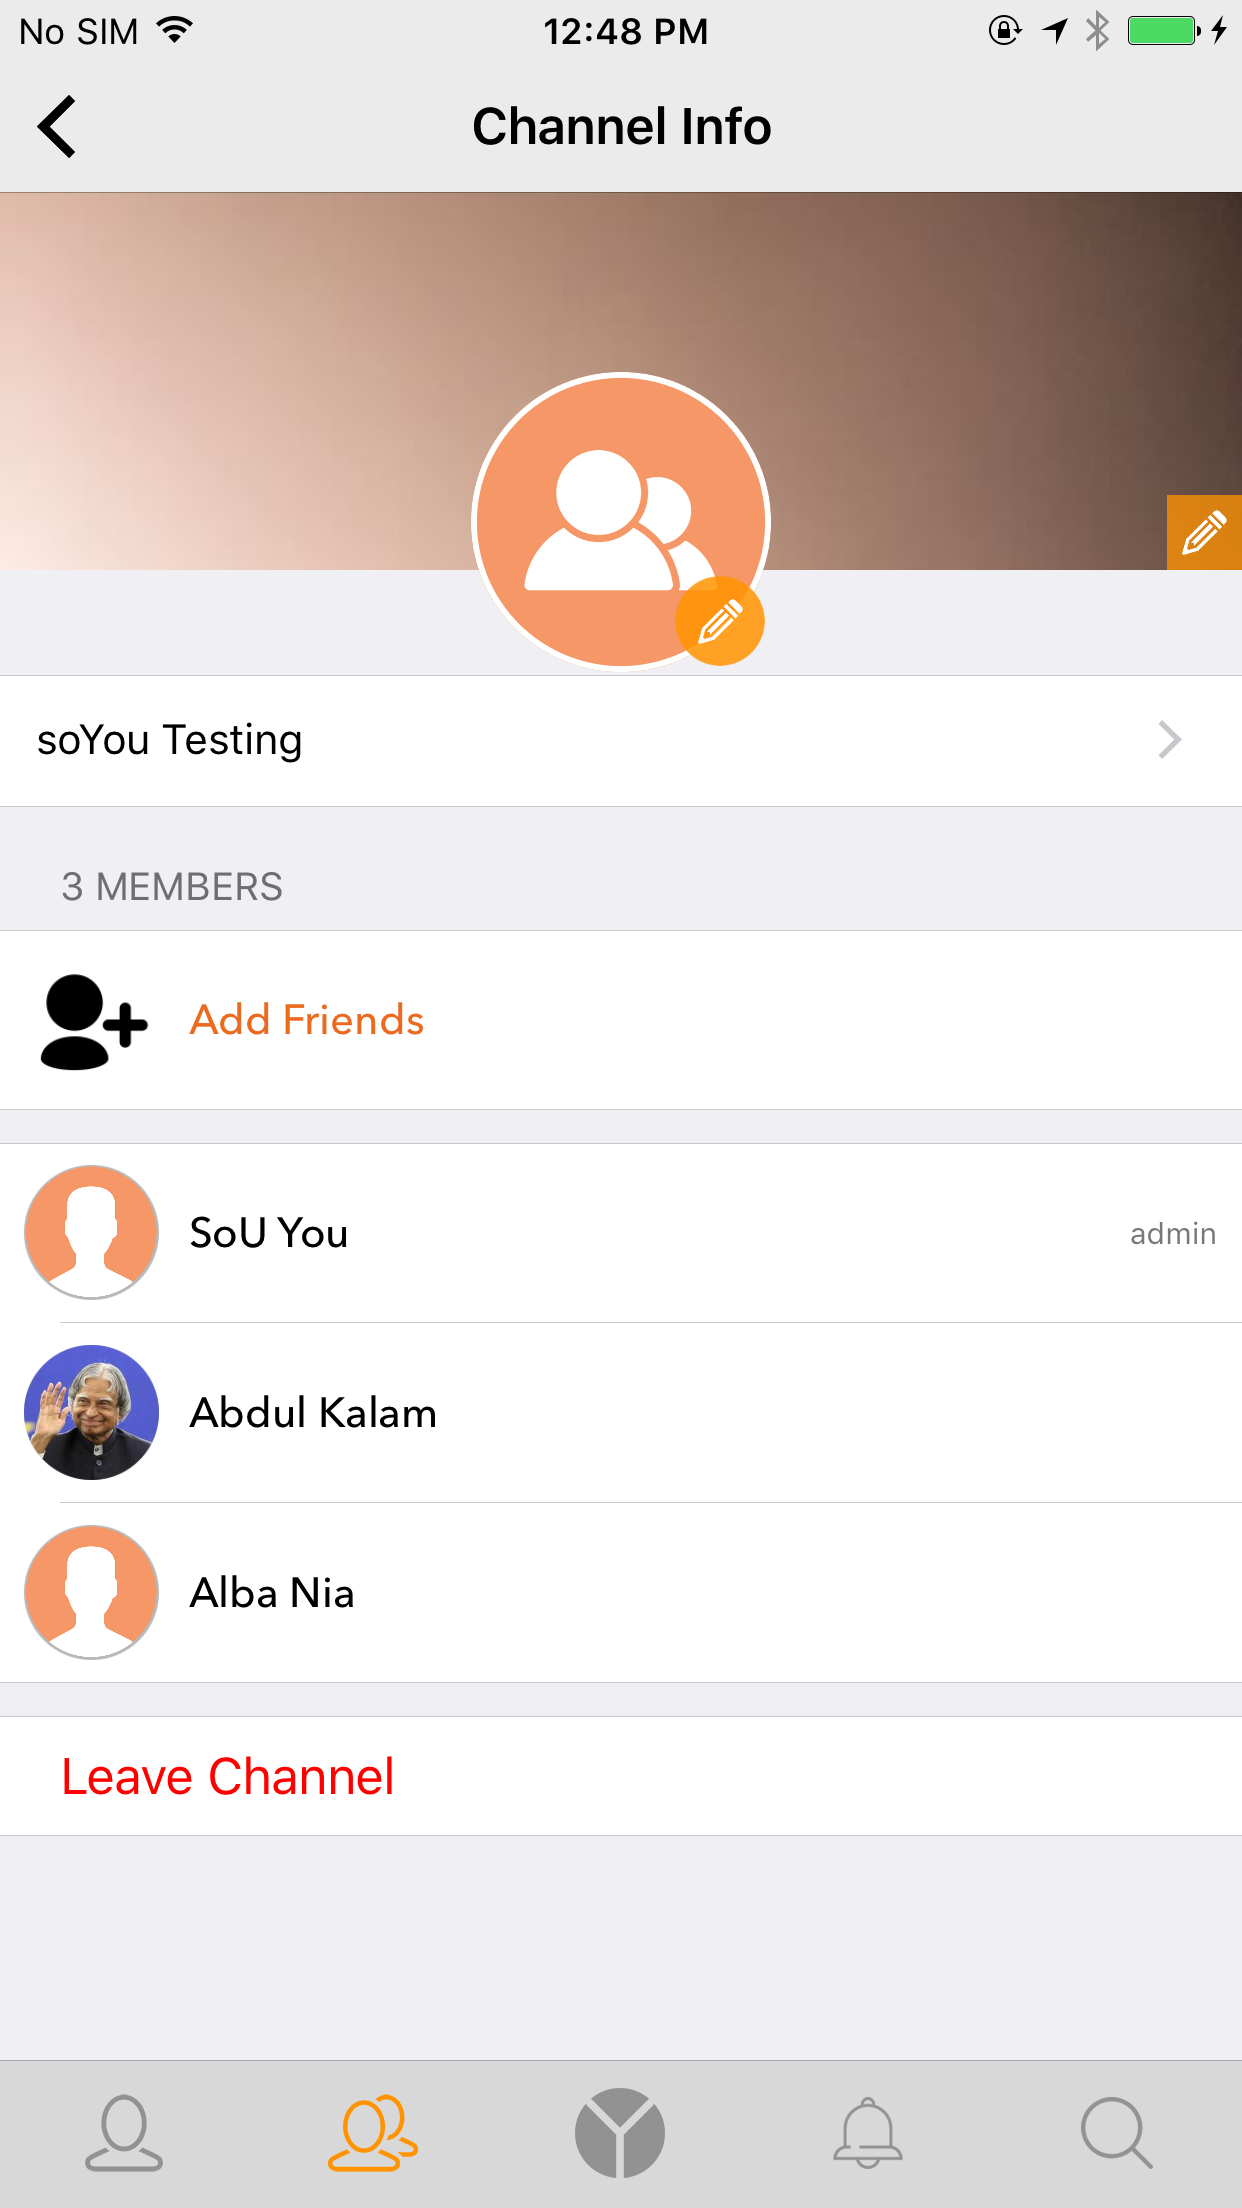 No SIM 12:48 PM
Channel Info
soYou Testing
3 MEMBERS
Add Friends
SoU You admin
Abdul Kalam
Alba Nia
Leave Channel